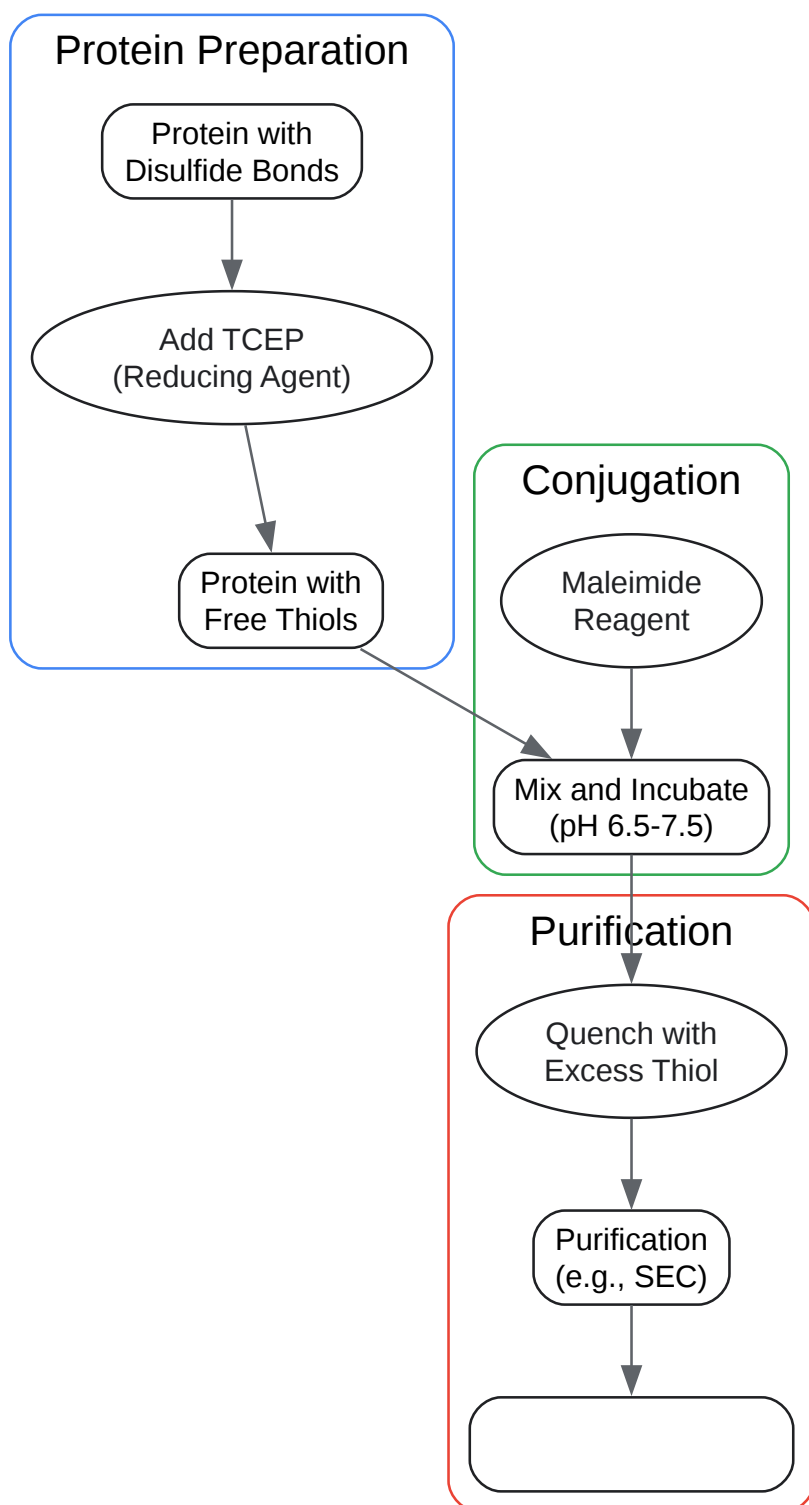 Protein Preparation
Protein with
Disulfide Bonds
Add TCEP
(Reducing Agent)
Protein with
Free Thiols
Conjugation
Maleimide
Reagent
Mix and Incubate
(pH 6.5-7.5)
Purification
Quench with
Excess Thiol
Purification
(e.g., SEC)